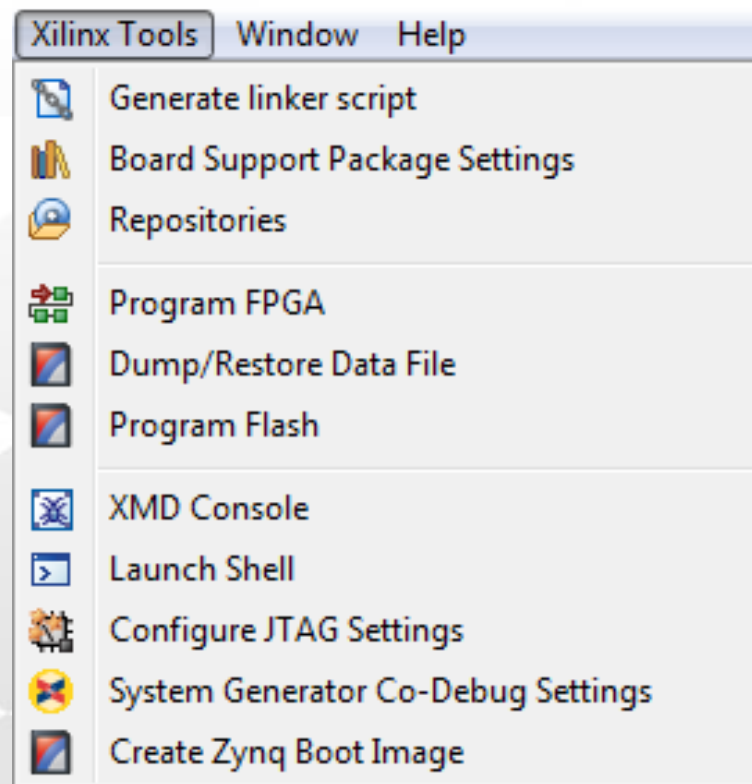 Xilinx Tools Window Help
Generate linker script
Board Support Package Settings
Repositories
Program FPGA
Dump/Restore Data File
Program Flash
XMD Console
Launch Shell
Configure JTAG Settings
System Generator Co-Debug Settings
Create Zynq Boot Image